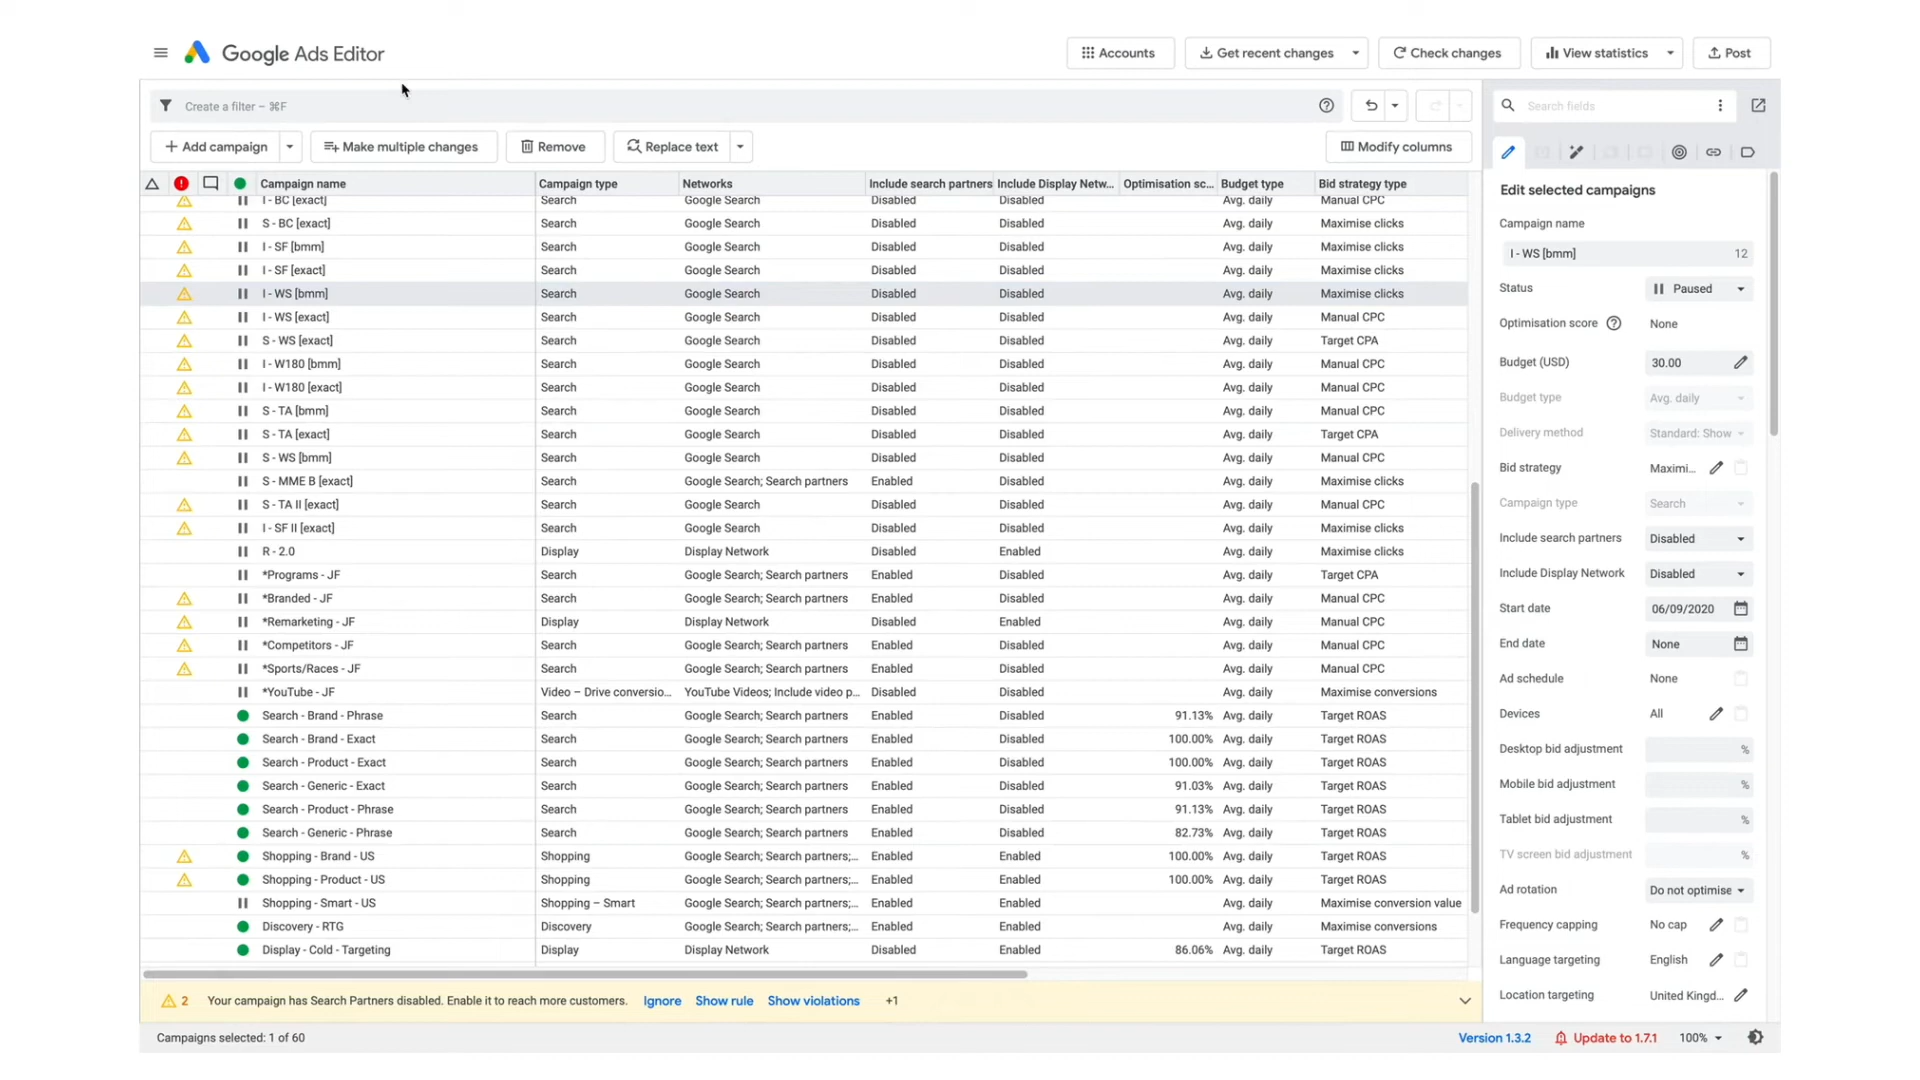 Google Ads Editor
Accounts
Get recent changes
Check changes
View statistics
Post
Create a filter – ⌘F
Search fields
Add campaign
Make multiple changes
Remove
Replace text
Modify columns
Campaign name Campaign type Networks Include search partners Include Display Netw... Optimisation sc... Budget type Bid strategy type
I - BC [exact] Search Google Search Disabled Disabled Avg. daily Manual CPC
S - BC [exact] Search Google Search Disabled Disabled Avg. daily Maximise clicks
I - SF [bmm] Search Google Search Disabled Disabled Avg. daily Maximise clicks
I - SF [exact] Search Google Search Disabled Disabled Avg. daily Maximise clicks
I - WS [bmm] Search Google Search Disabled Disabled Avg. daily Maximise clicks
I - WS [exact] Search Google Search Disabled Disabled Avg. daily Manual CPC
S - WS [exact] Search Google Search Disabled Disabled Avg. daily Target CPA
I - W180 [bmm] Search Google Search Disabled Disabled Avg. daily Manual CPC
I - W180 [exact] Search Google Search Disabled Disabled Avg. daily Manual CPC
S - TA [bmm] Search Google Search Disabled Disabled Avg. daily Manual CPC
S - TA [exact] Search Google Search Disabled Disabled Avg. daily Target CPA
S - WS [bmm] Search Google Search Disabled Disabled Avg. daily Manual CPC
S - MME B [exact] Search Google Search; Search partners Enabled Disabled Avg. daily Maximise clicks
S - TA II [exact] Search Google Search Disabled Disabled Avg. daily Manual CPC
I - SF II [exact] Search Google Search Disabled Disabled Avg. daily Maximise clicks
R - 2.0 Display Display Network Disabled Enabled Avg. daily Maximise clicks
*Programs - JF Search Google Search; Search partners Enabled Disabled Avg. daily Target CPA
*Branded - JF Search Google Search; Search partners Enabled Disabled Avg. daily Manual CPC
*Remarketing - JF Display Display Network Disabled Enabled Avg. daily Manual CPC
*Competitors - JF Search Google Search; Search partners Enabled Disabled Avg. daily Manual CPC
*Sports/Races - JF Search Google Search; Search partners Enabled Disabled Avg. daily Manual CPC
*YouTube - JF Video – Drive conversio... YouTube Videos; Include video p... Disabled Disabled Avg. daily Maximise conversions
Search - Brand - Phrase Search Google Search; Search partners Enabled Disabled 91.13% Avg. daily Target ROAS
Search - Brand - Exact Search Google Search; Search partners Enabled Disabled 100.00% Avg. daily Target ROAS
Search - Product - Exact Search Google Search; Search partners Enabled Disabled 100.00% Avg. daily Target ROAS
Search - Generic - Exact Search Google Search; Search partners Enabled Disabled 91.03% Avg. daily Target ROAS
Search - Product - Phrase Search Google Search; Search partners Enabled Disabled 91.13% Avg. daily Target ROAS
Search - Generic - Phrase Search Google Search; Search partners Enabled Disabled 82.73% Avg. daily Target ROAS
Shopping - Brand - US Shopping Google Search; Search partners;... Enabled Enabled 100.00% Avg. daily Target ROAS
Shopping - Product - US Shopping Google Search; Search partners;... Enabled Enabled 100.00% Avg. daily Target ROAS
Shopping - Smart - US Shopping – Smart Google Search; Search partners;... Enabled Enabled Avg. daily Maximise conversion value
Discovery - RTG Discovery Google Search; Search partners;... Enabled Enabled Avg. daily Maximise conversions
Display - Cold - Targeting Display Display Network Disabled Enabled 86.06% Avg. daily Target ROAS
2 Your campaign has Search Partners disabled. Enable it to reach more customers. Ignore Show rule Show violations +1
Campaigns selected: 1 of 60
Version 1.3.2
Update to 1.7.1
100%
Edit selected campaigns
Campaign name
I - WS [bmm] 12
Status Paused
Optimisation score None
Budget (USD) 30.00
Budget type Avg. daily
Delivery method Standard: Show
Bid strategy Maximi...
Campaign type Search
Include search partners Disabled
Include Display Network Disabled
Start date 06/09/2020
End date None
Ad schedule None
Devices All
Desktop bid adjustment %
Mobile bid adjustment %
Tablet bid adjustment %
TV screen bid adjustment %
Ad rotation Do not optimise
Frequency capping No cap
Language targeting English
Location targeting United Kingd...